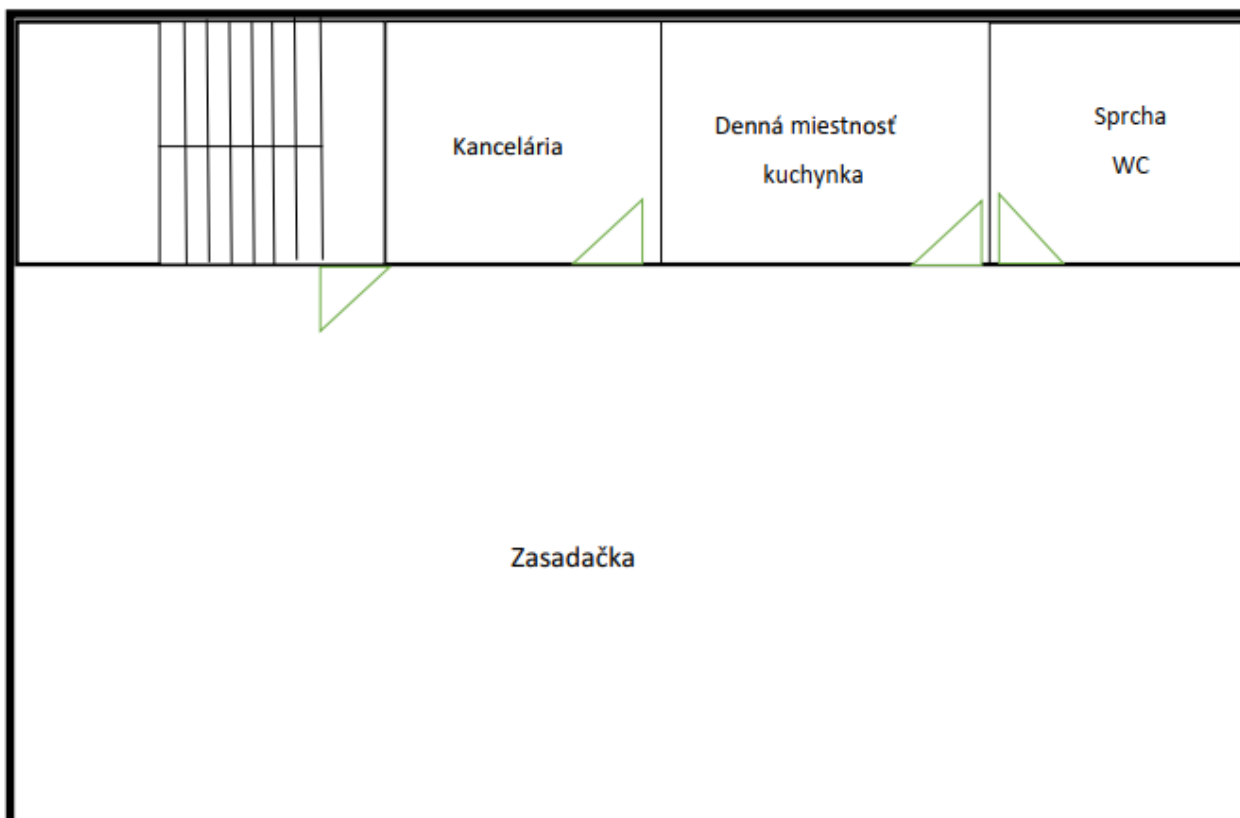 Kancelária
Denná miestnosť
kuchynka
Sprcha
WC
Zasadačka